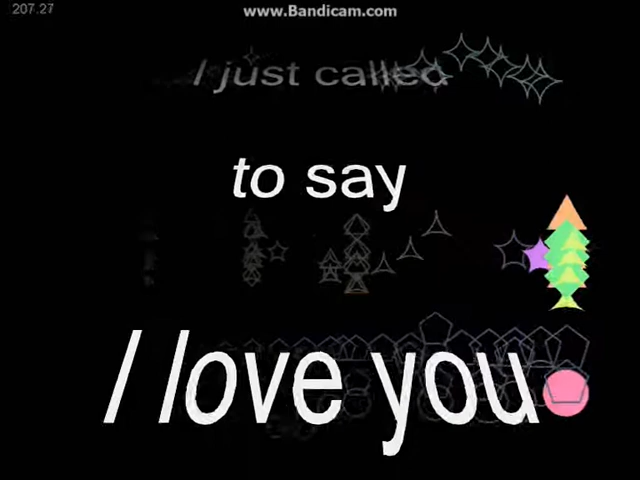 207.27
www.Bandicam.com
I just called
to say
I love you